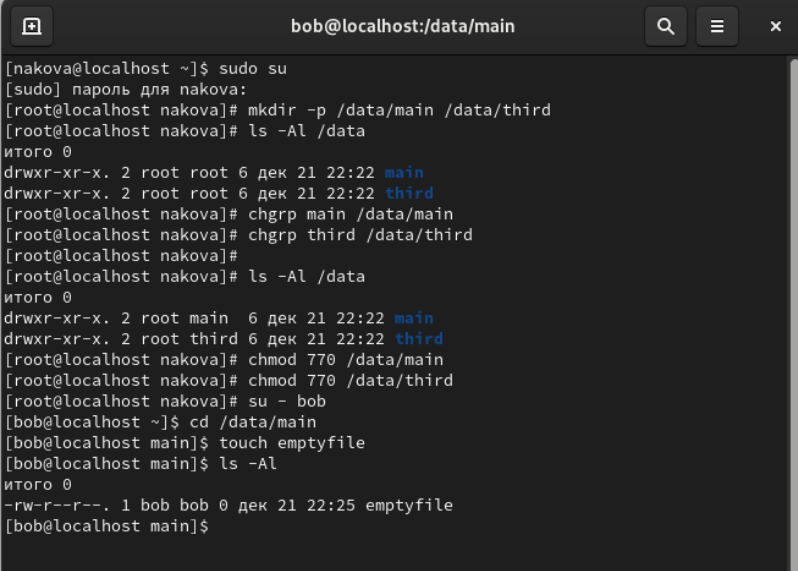 bob@localhost:/data/main
[nakova@localhost ~]$ sudo su
[sudo] пароль для nakova:
[root@localhost nakova]# mkdir -p /data/main /data/third
[root@localhost nakova]# ls -Al /data
итого 0
drwxr-xr-x. 2 root root 6 дек 21 22:22 main
drwxr-xr-x. 2 root root 6 дек 21 22:22 third
[root@localhost nakova]# chgrp main /data/main
[root@localhost nakova]# chgrp third /data/third
[root@localhost nakova]#
[root@localhost nakova]# ls -Al /data
итого 0
drwxr-xr-x. 2 root main  6 дек 21 22:22 main
drwxr-xr-x. 2 root third 6 дек 21 22:22 third
[root@localhost nakova]# chmod 770 /data/main
[root@localhost nakova]# chmod 770 /data/third
[root@localhost nakova]# su - bob
[bob@localhost ~]$ cd /data/main
[bob@localhost main]$ touch emptyfile
[bob@localhost main]$ ls -Al
итого 0
-rw-r--r--. 1 bob bob 0 дек 21 22:25 emptyfile
[bob@localhost main]$